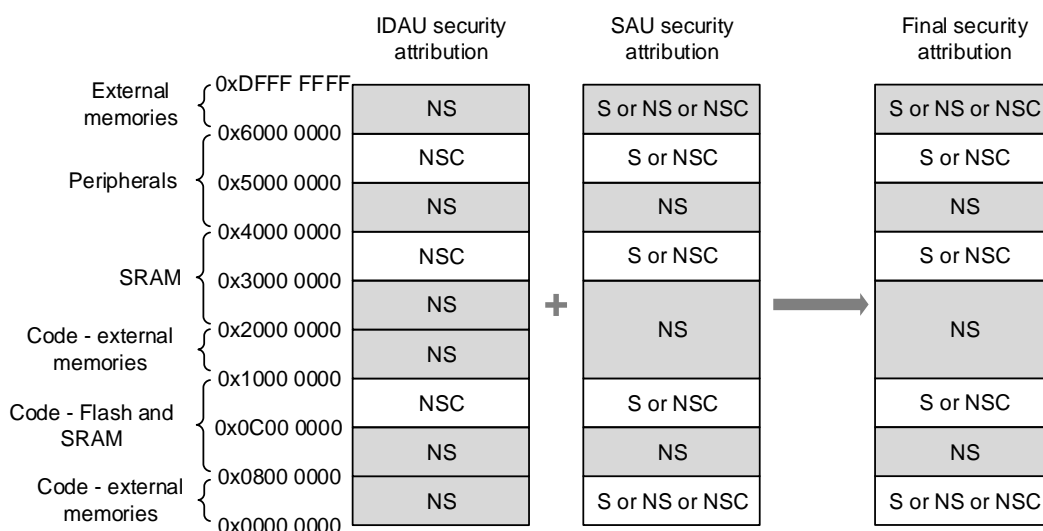 IDAU security
attribution
SAU security
attribution
Final security
attribution
External
memories
0xDFFF FFFF
NS
S or NS or NSC
S or NS or NSC
0x6000 0000
Peripherals
NSC
S or NSC
S or NSC
0x5000 0000
NS
NS
NS
0x4000 0000
SRAM
NSC
S or NSC
S or NSC
0x3000 0000
NS
+
NS
NS
0x2000 0000
Code - external
memories
NS
0x1000 0000
Code - Flash and
SRAM
NSC
S or NSC
S or NSC
0x0C00 0000
NS
NS
NS
0x0800 0000
Code - external
memories
NS
S or NS or NSC
S or NS or NSC
0x0000 0000